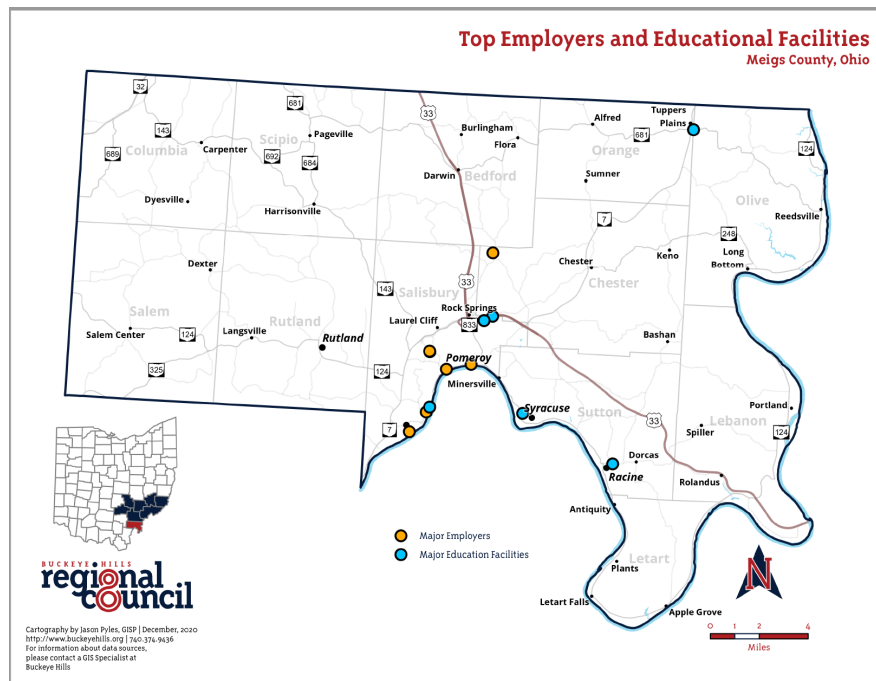 Top Employers and Educational Facilities
Meigs County, Ohio
32
681
33
Tuppers
Plains
Alfred
143
Scipio
Pageville
Burlingham
681
Flora
Orange
124
689
Columbia
Carpenter
692
684
Darwin
Bedford
Sumner
Dyesville
Harrisonville
Olive
Reedsville
7
248
Long
Bottom
Dexter
Chester
Keno
143
Salisbury
33
Chester
Salem
Rutland
Rock Springs
833
Laurel Cliff
Salem Center
124
Langsville
Rutland
Bashan
325
124
Pomeroy
Minersville
Syracuse
Sutton
Portland
7
33
Lebanon
Spiller
124
Dorcas
Racine
Rolandus
Antiquity
Letart
Plants
Letart Falls
Apple Grove
Major Employers
Major Education Facilities
BUCKEYE HILLS
regional
council
N
0 1 2 4
Miles
Cartography by Jason Pyles, GISP | December, 2020
http://www.buckeyehills.org | 740.374.9436
For information about data sources,
please contact a GIS Specialist at
Buckeye Hills